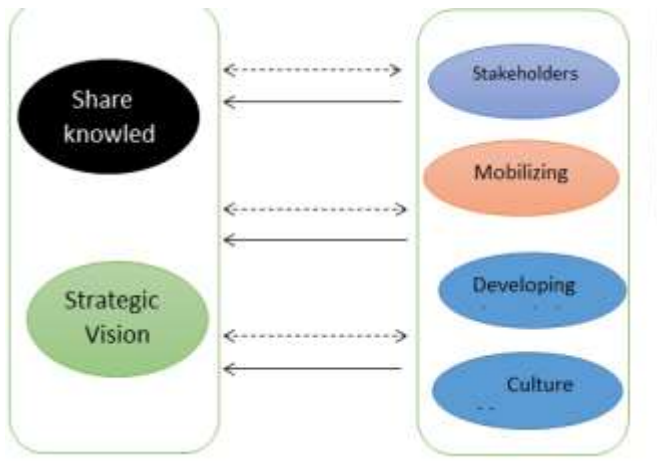 Share
knowled
Strategic
Vision
Stakeholders
Mobilizing
Developing
Culture